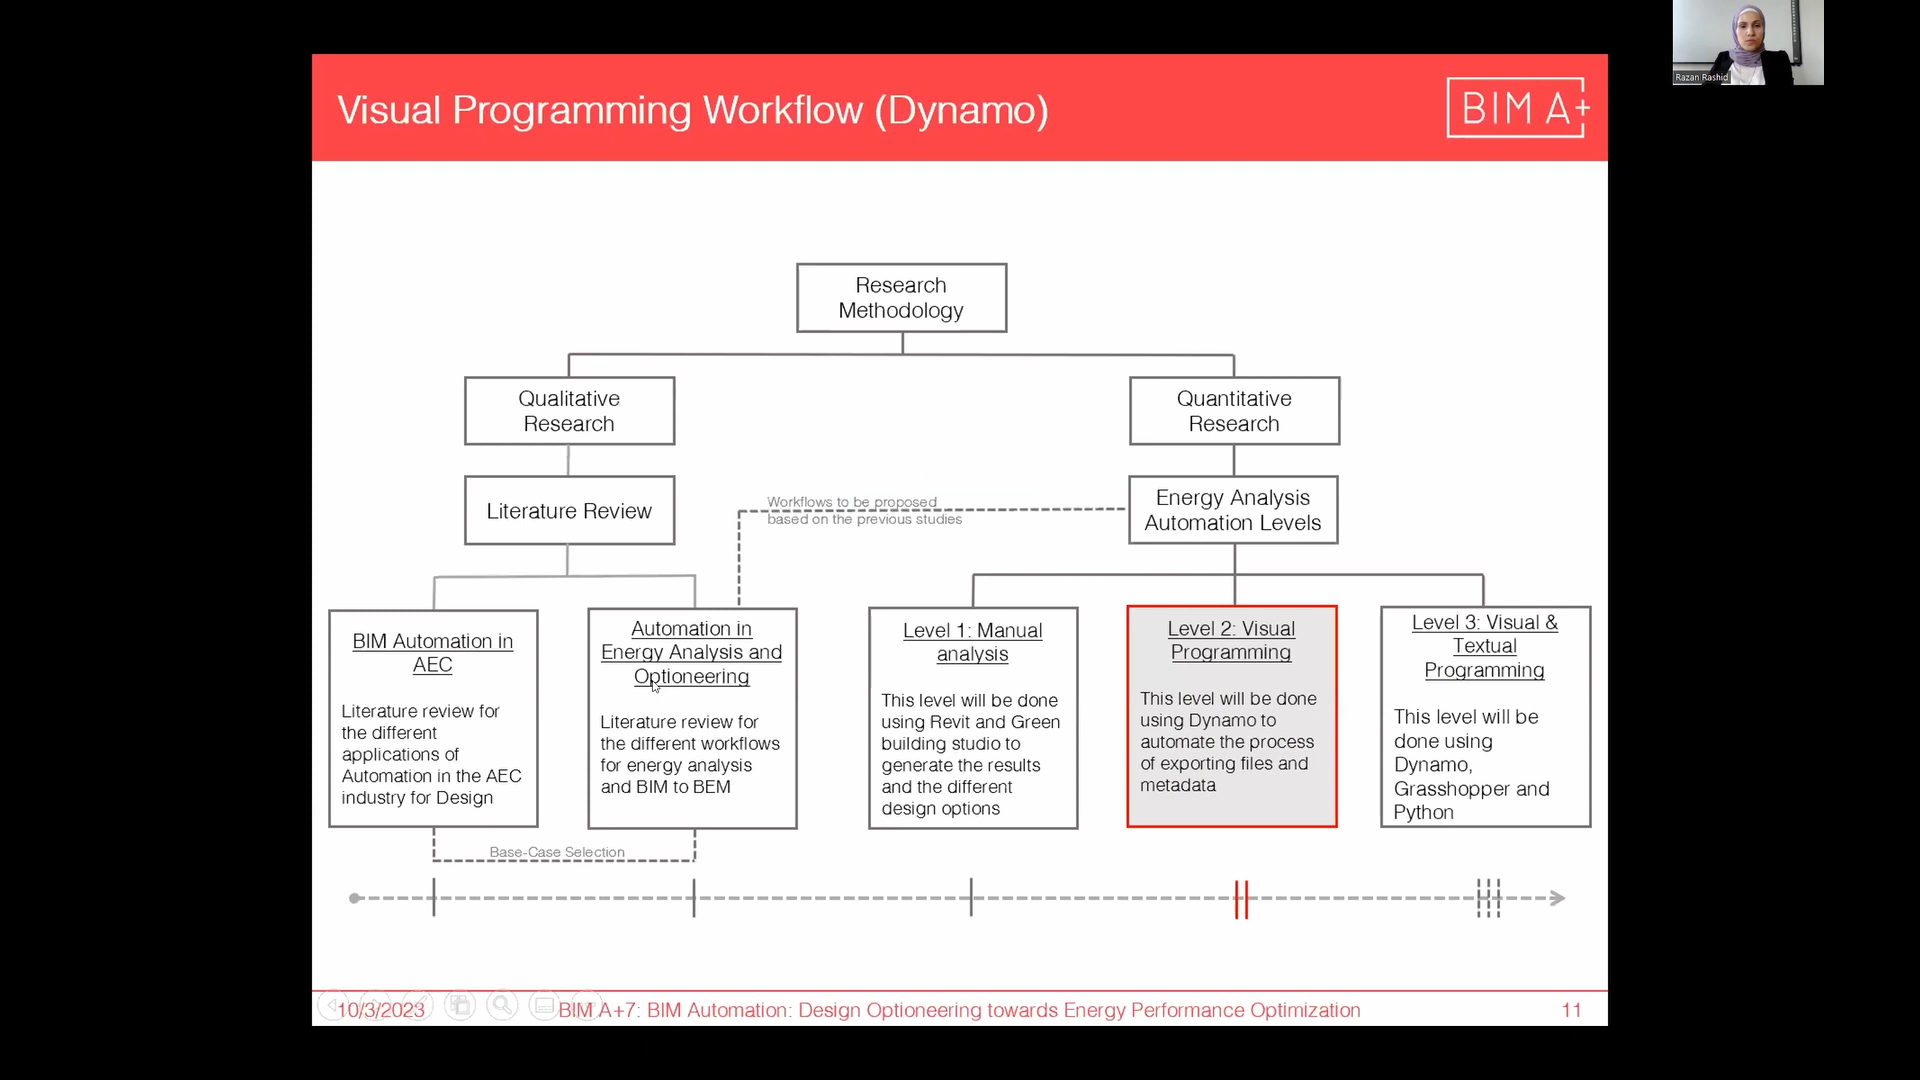 Razan Rashid
Visual Programming Workflow (Dynamo)
BIM A+
Research
Methodology
Qualitative
Research
Quantitative
Research
Literature Review
Workflows to be proposed
based on the previous studies
Energy Analysis
Automation Levels
BIM Automation in
AEC
Literature review for
the different
applications of
Automation in the AEC
industry for Design
Automation in
Energy Analysis and
Optioneering
Literature review for
the different workflows
for energy analysis
and BIM to BEM
Level 1: Manual
analysis
This level will be done
using Revit and Green
building studio to
generate the results
and the different
design options
Level 2: Visual
Programming
This level will be done
using Dynamo to
automate the process
of exporting files and
metadata
Level 3: Visual &
Textual
Programming
This level will be
done using
Dynamo,
Grasshopper and
Python
Base-Case Selection
10/3/2023
BIM A+7: BIM Automation: Design Optioneering towards Energy Performance Optimization
11